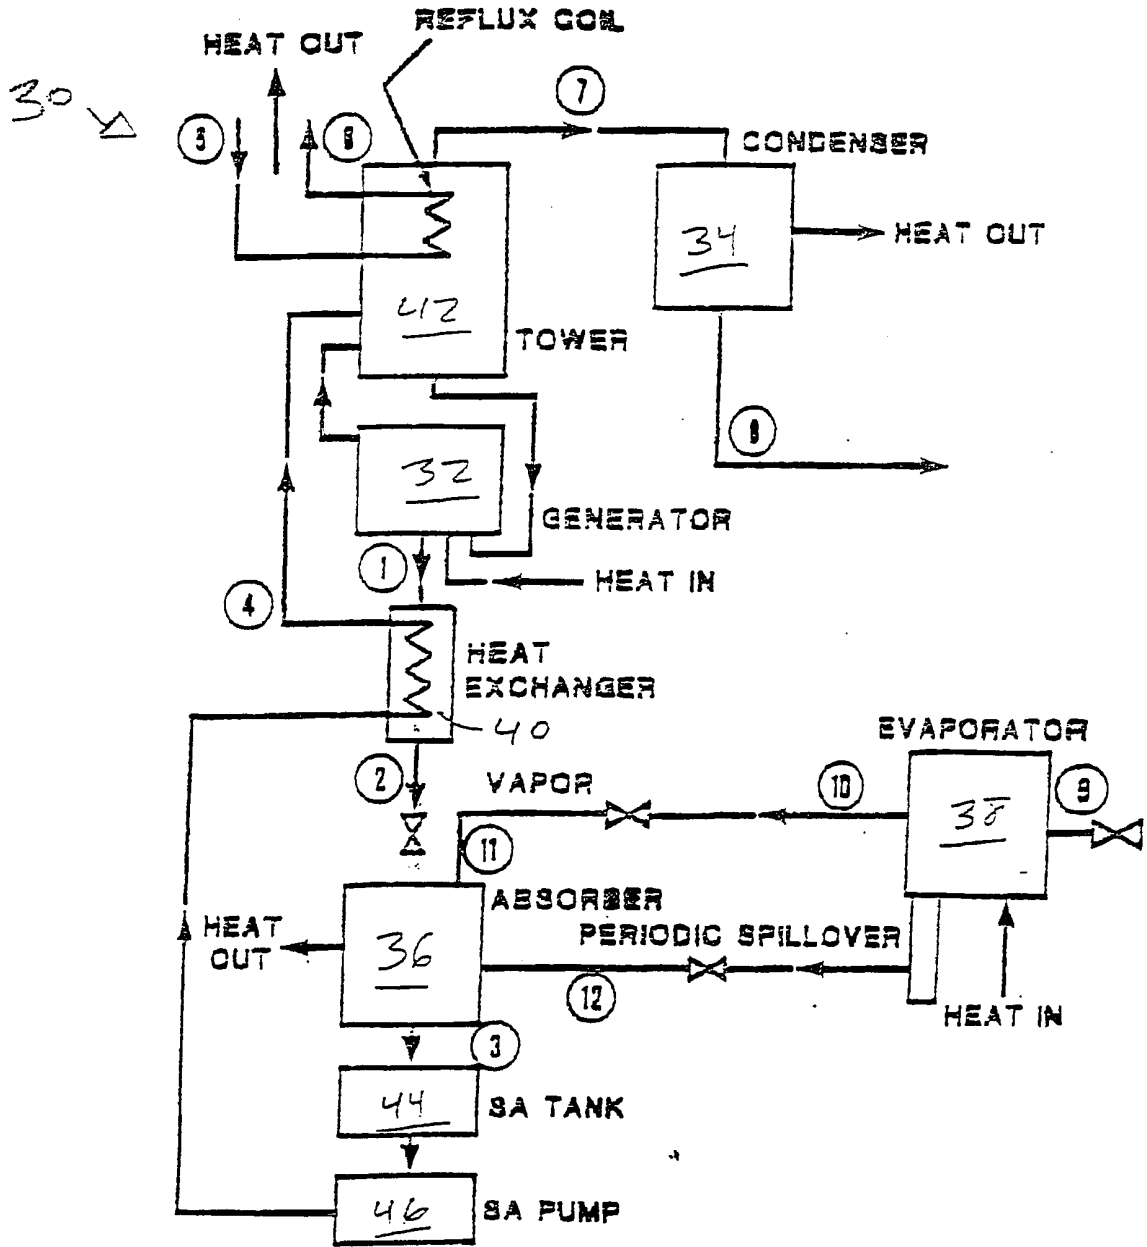 REFLUX COIL
HEAT OUT
30
7
5
6
CONDENSER
34
HEAT OUT
42
TOWER
8
32
GENERATOR
1
HEAT IN
4
HEAT
EXCHANGER
40
EVAPORATOR
2
VAPOR
10
9
38
11
ABSORBER
HEAT
OUT
PERIODIC SPILLOVER
36
12
HEAT IN
3
44
SA TANK
46
SA PUMP